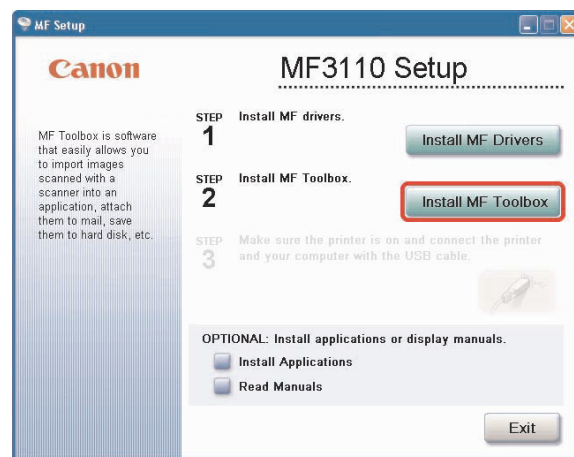 MF Setup
Canon
MF3110 Setup
MF Toolbox is software
that easily allows you
to import images
scanned with a
scanner into an
application, attach
them to mail, save
them to hard disk, etc.
STEP
1
Install MF drivers.
Install MF Drivers
STEP
2
Install MF Toolbox.
Install MF Toolbox
STEP
3
Make sure the printer is on and connect the printer
and your computer with the USB cable.
OPTIONAL: Install applications or display manuals.
Install Applications
Read Manuals
Exit